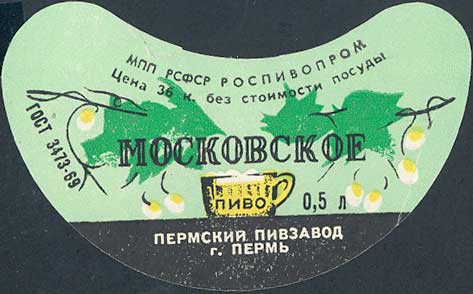 МПП РСФСР РОСПИВОПРОМ
Цена 36 к. без стоимости посуды
ГОСТ 3473-69
МОСКОВСКОЕ
ПИВО
0,5 л
ПЕРМСКИЙ ПИВЗАВОД
г. ПЕРМЬ